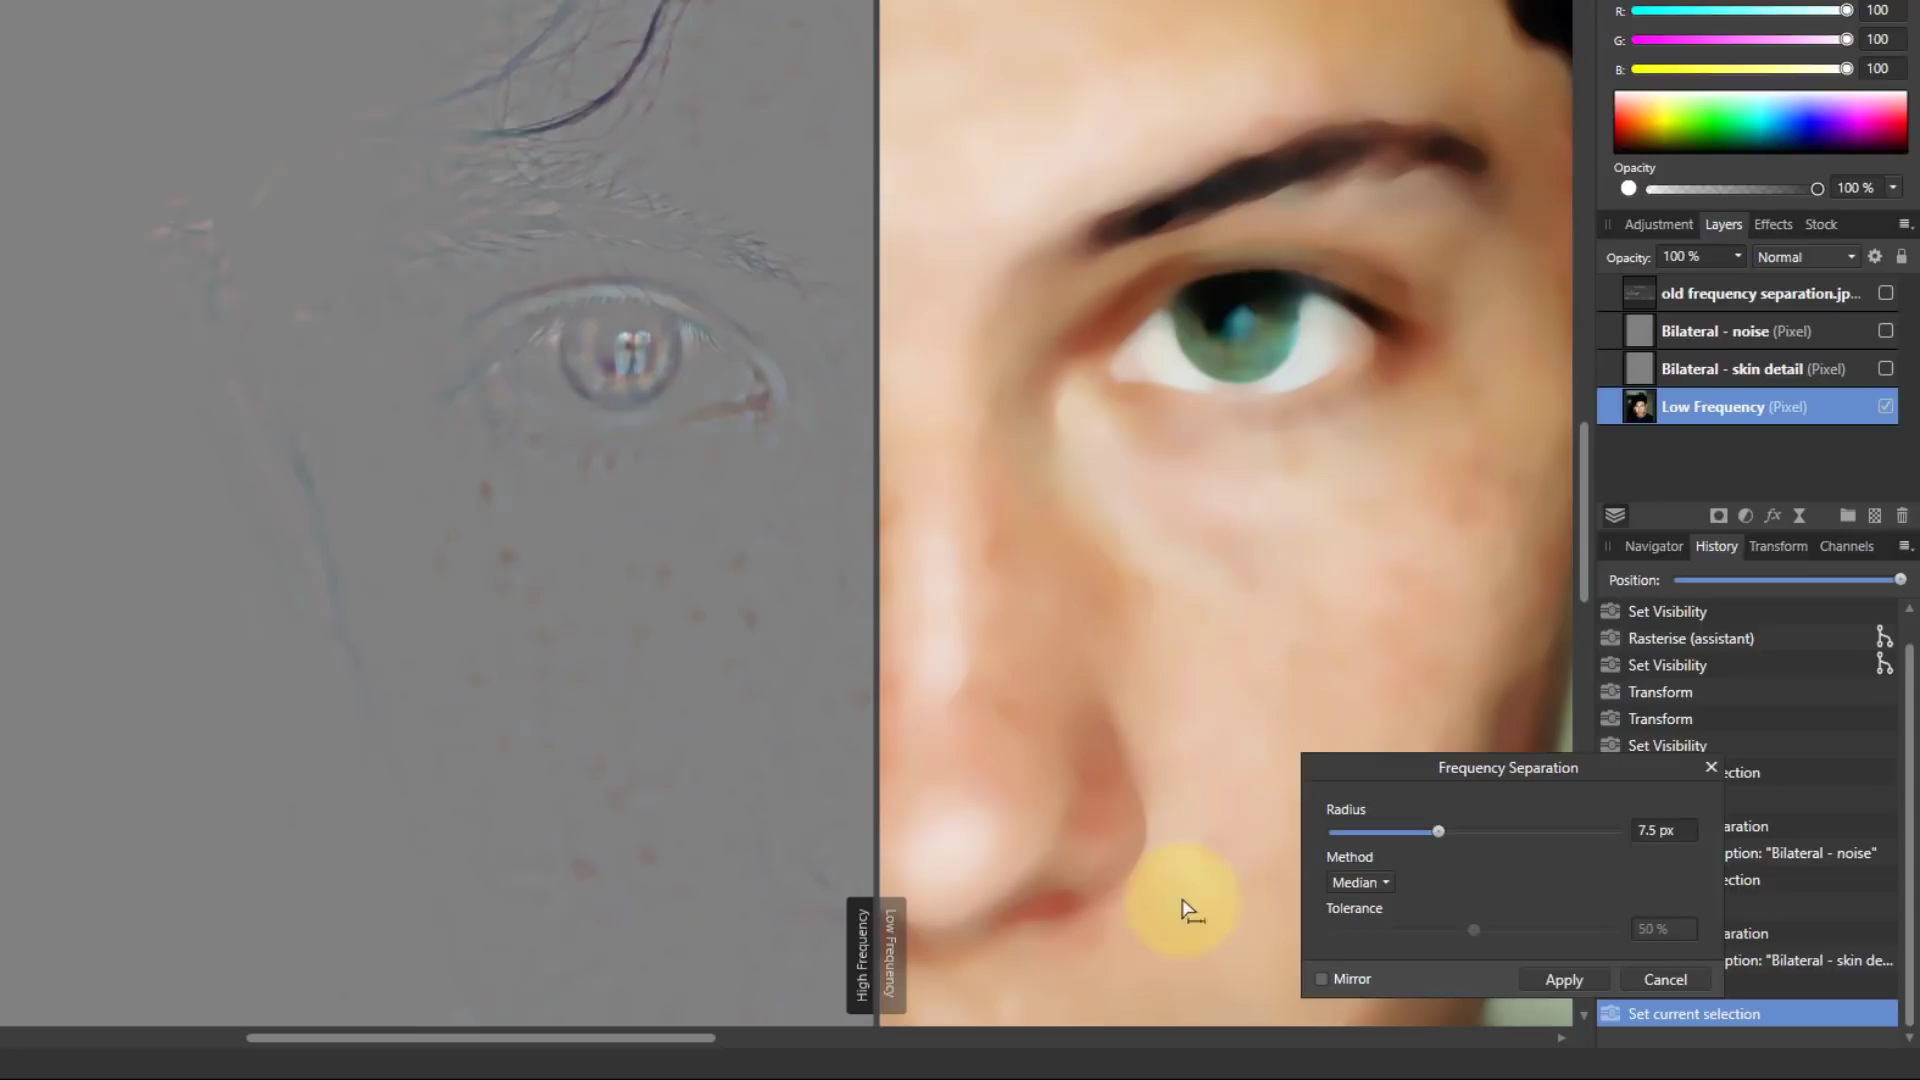 R:
100
G:
100
B:
100
Opacity
100 %
Adjustment Layers Effects Stock
Opacity: 100 % Normal
old frequency separation.jp...
Bilateral - noise (Pixel)
Bilateral - skin detail (Pixel)
Low Frequency (Pixel)
fx
Navigator History Transform Channels
Position:
Set Visibility
Rasterise (assistant)
Set Visibility
Transform
Transform
Set Visibility
ection
aration
ption: "Bilateral - noise"
ection
aration
ption: "Bilateral - skin de...
Set current selection
Frequency Separation
Radius
7.5 px
Method
Median
Tolerance
50 %
Mirror
Apply
Cancel
High Frequency
Low Frequency